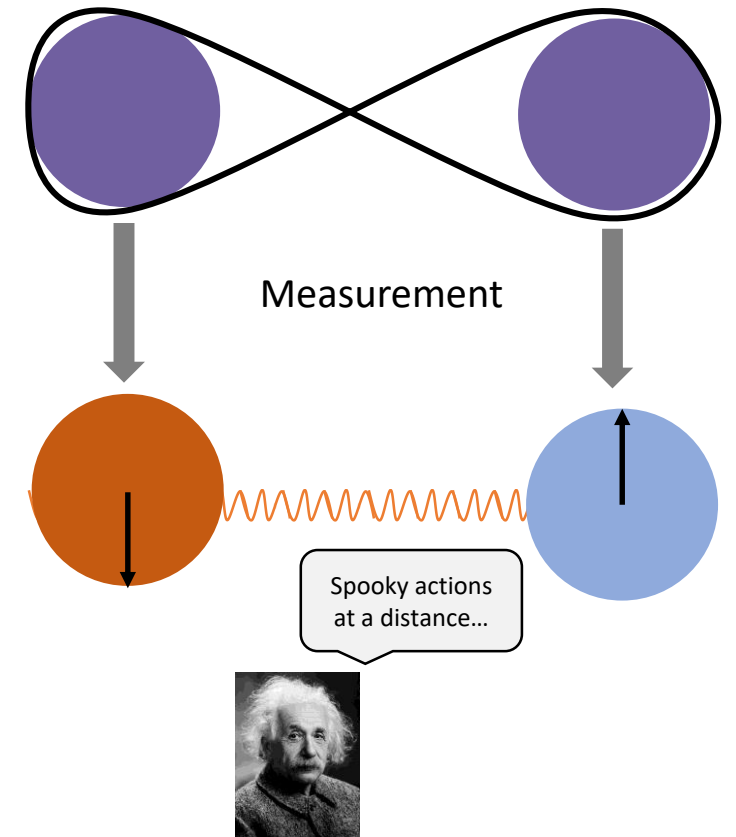 Measurement
Spooky actions
at a distance…